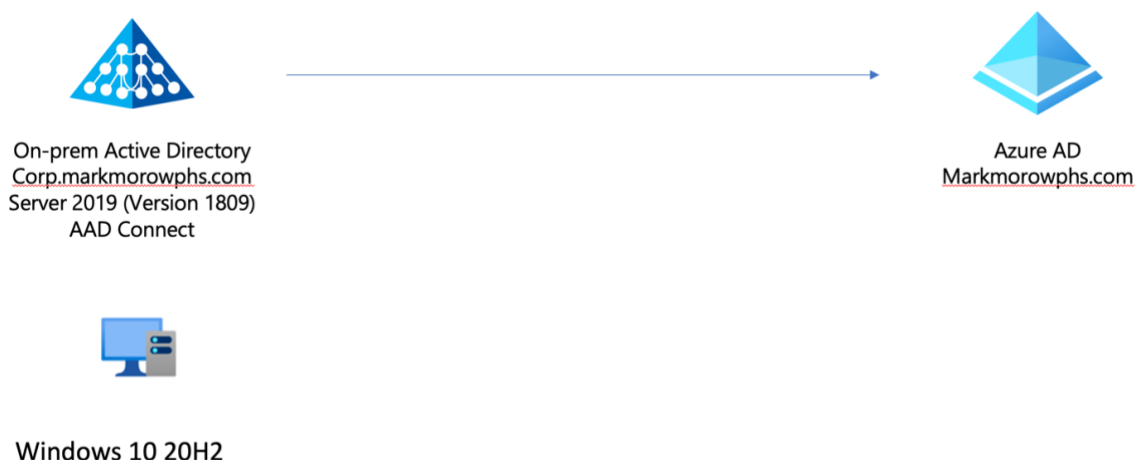 On-prem Active Directory
Corp.markmorowphs.com
Server 2019 (Version 1809)
AAD Connect
Azure AD
Markmorowphs.com
Windows 10 20H2